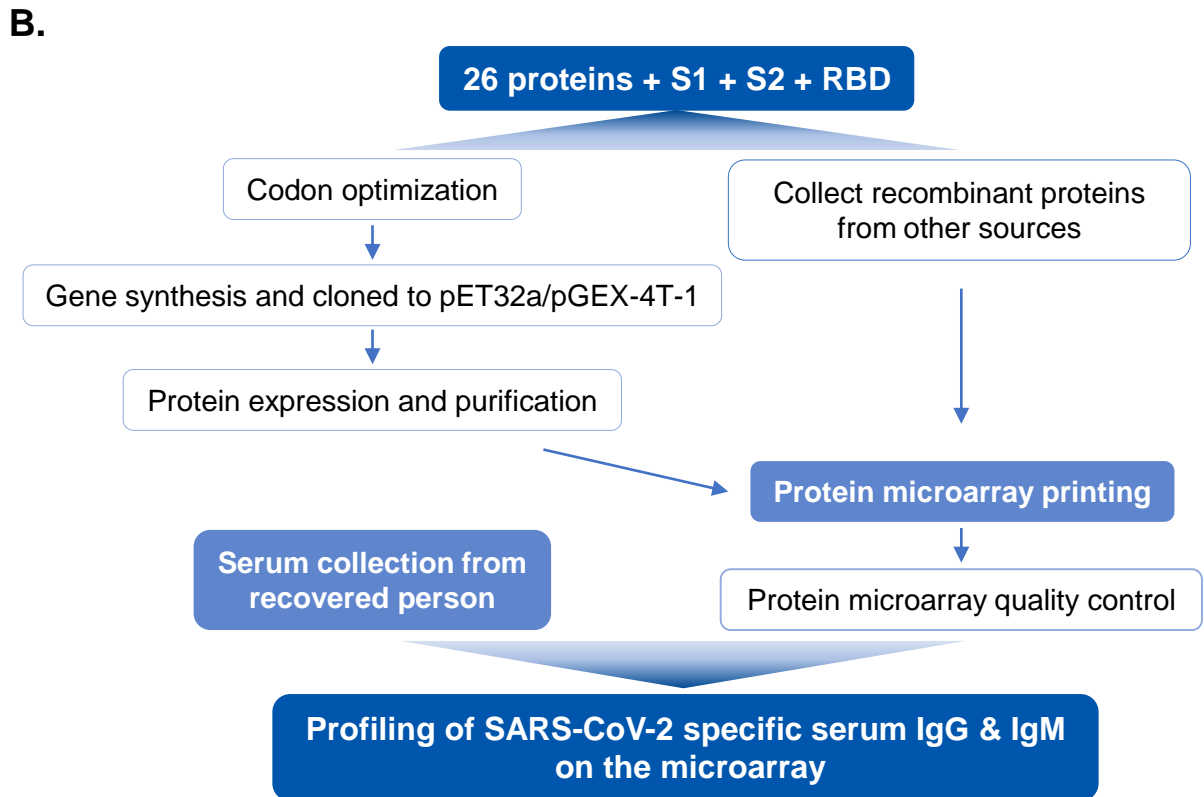 B.
26 proteins + S1 + S2 + RBD
Codon optimization
Collect recombinant proteins
from other sources
Gene synthesis and cloned to pET32a/pGEX-4T-1
Protein expression and purification
Protein microarray printing
Serum collection from
recovered person
Protein microarray quality control
Profiling of SARS-CoV-2 specific serum IgG & IgM
on the microarray